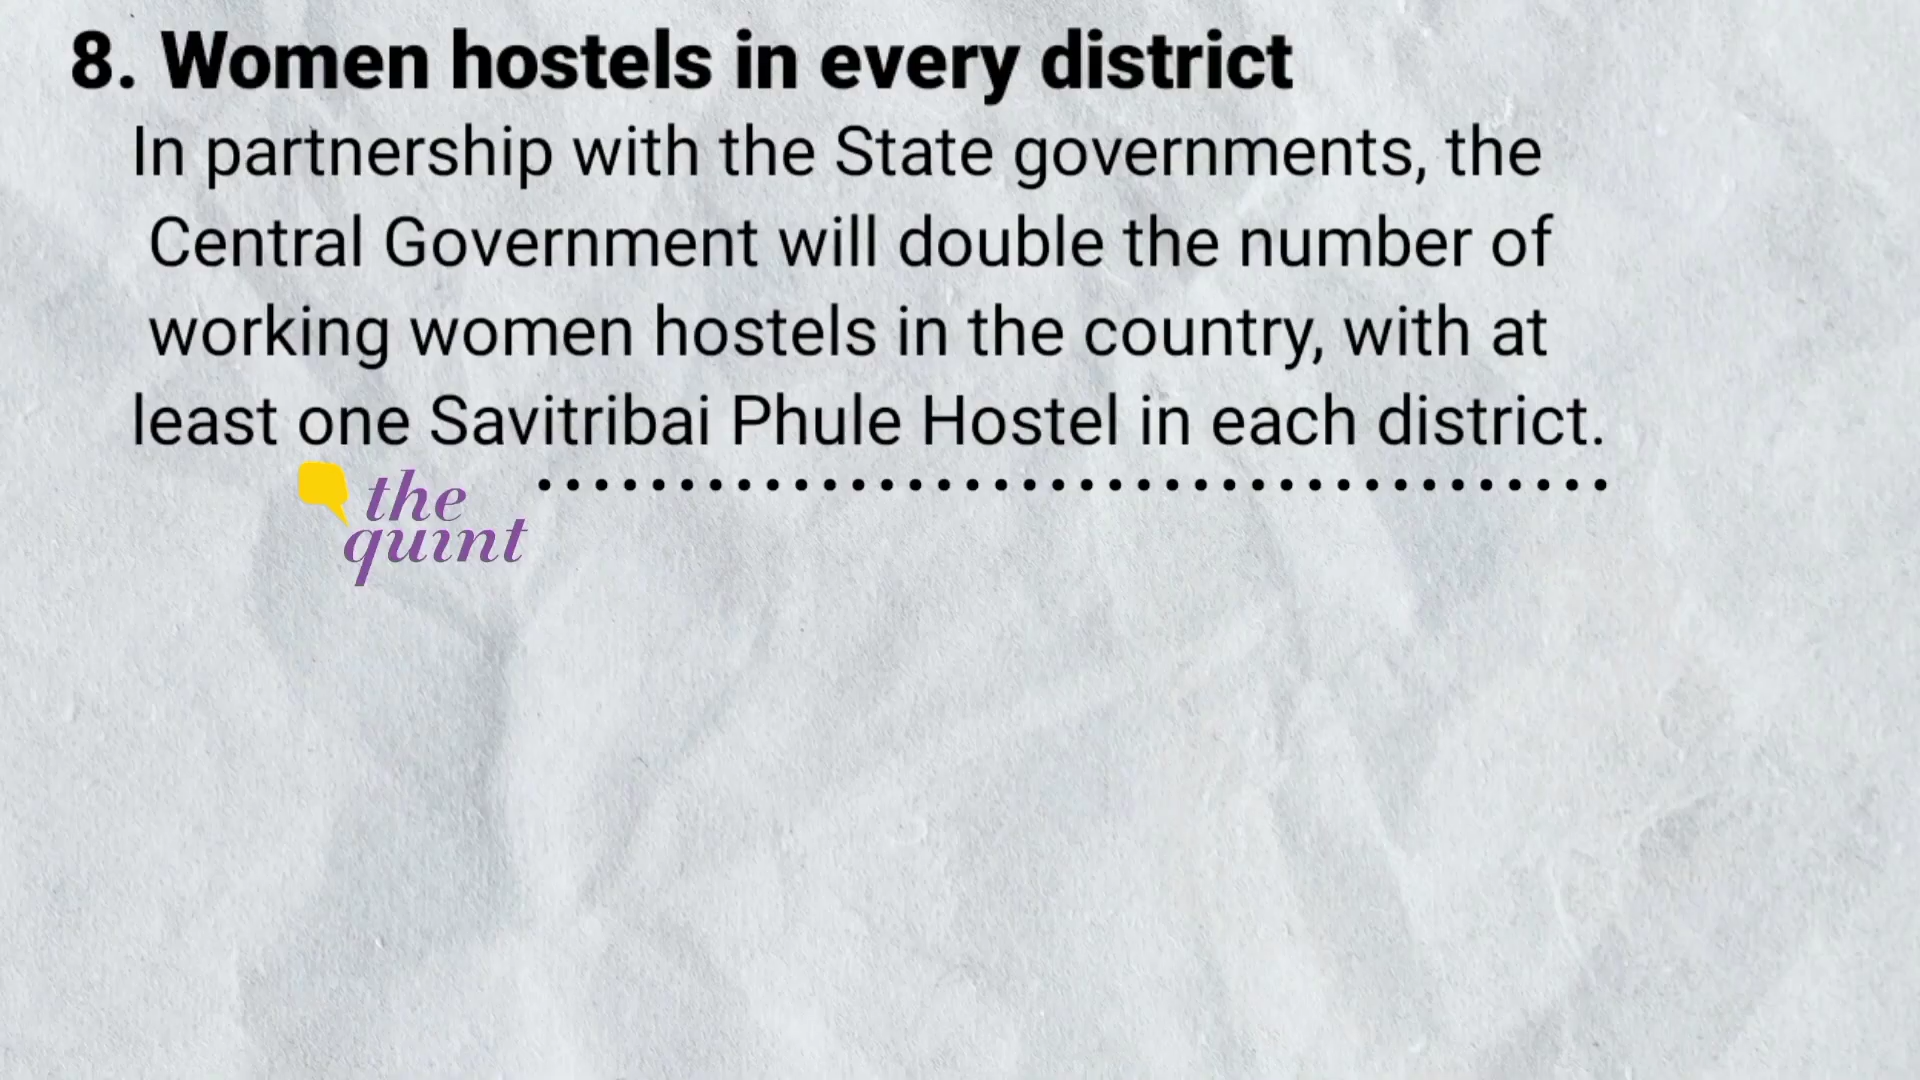 8. Women hostels in every district
In partnership with the State governments, the
Central Government will double the number of
working women hostels in the country, with at
least one Savitribai Phule Hostel in each district.
the
quint